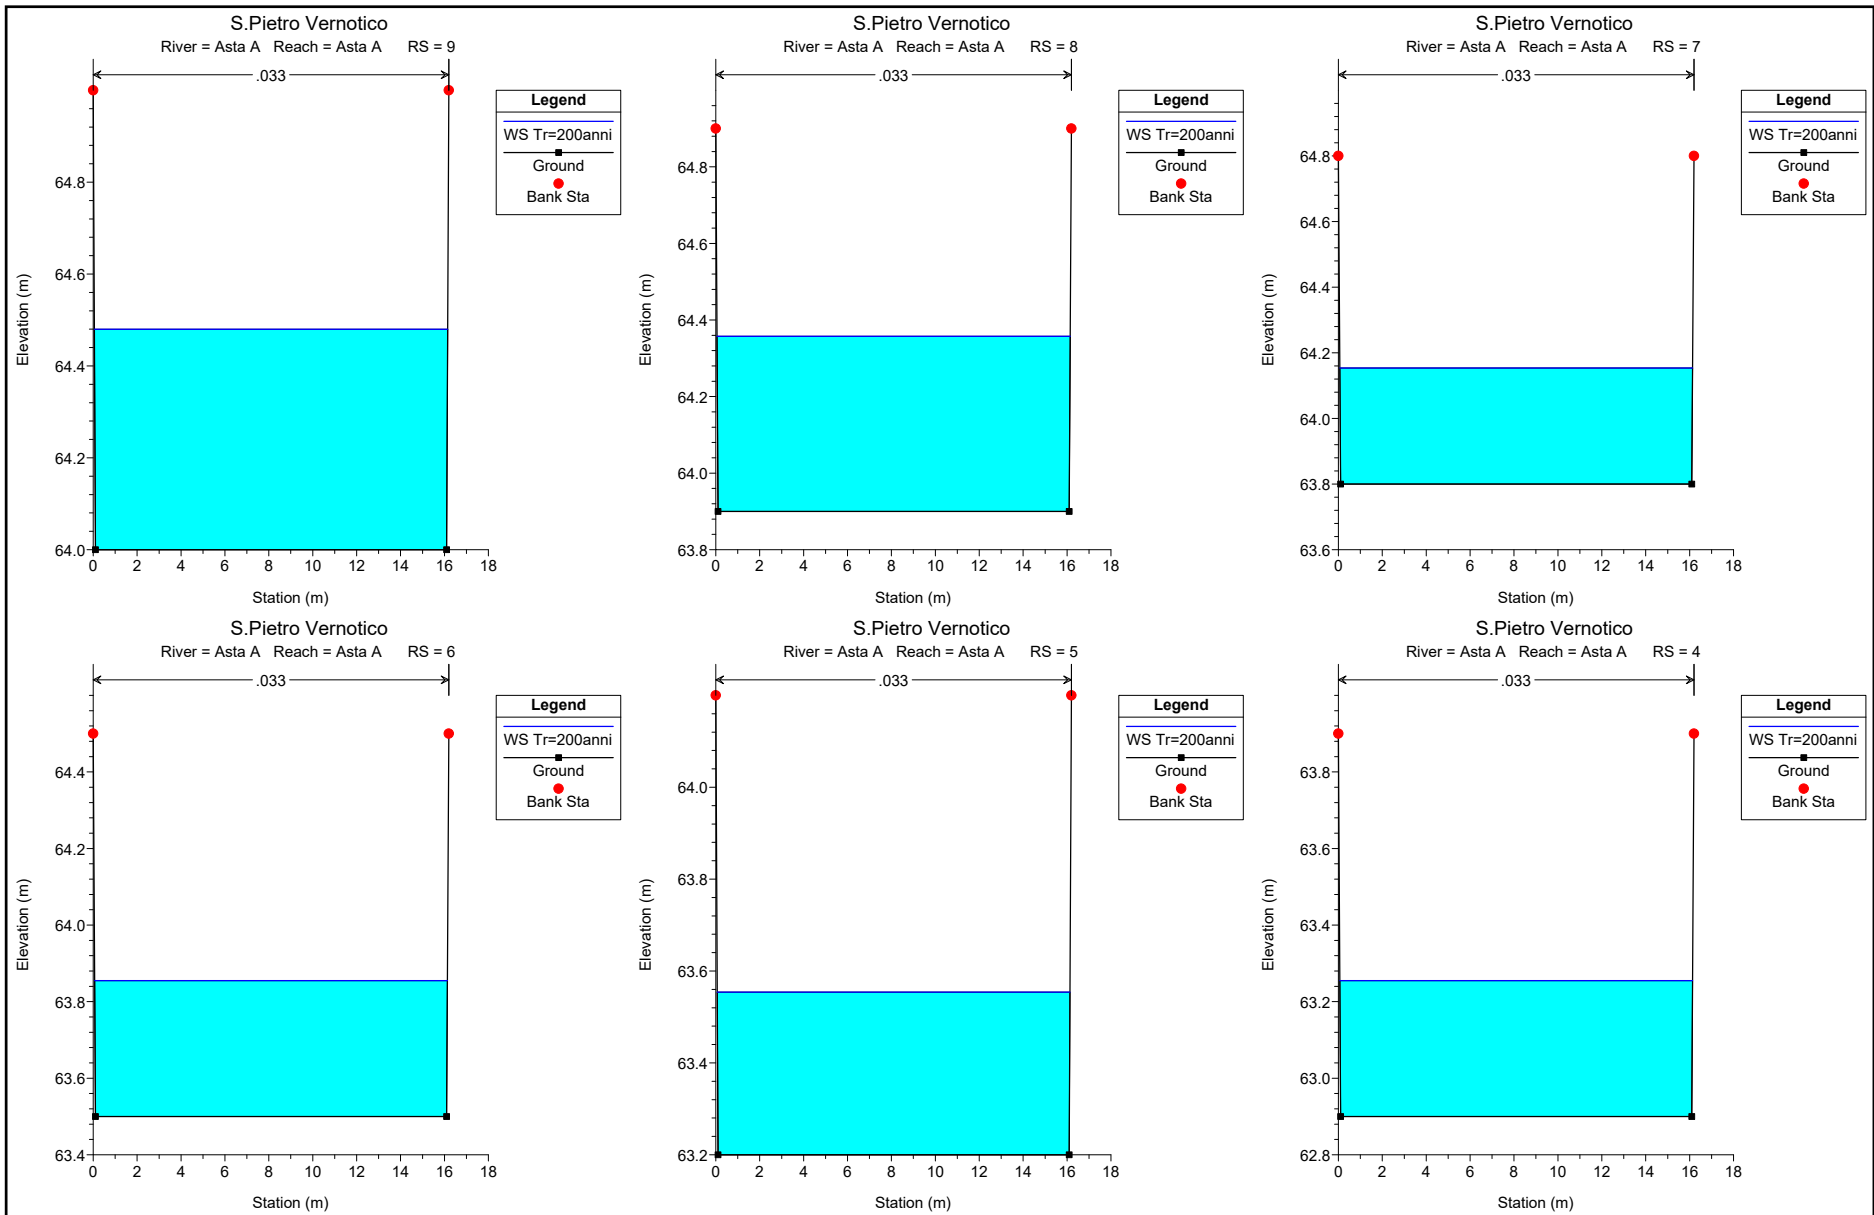 S.Pietro Vernotico
River = Asta A Reach = Asta A RS = 9
.033
Legend
WS Tr=200anni
Ground
Bank Sta
64.8
64.6
64.4
64.2
64.0
Elevation (m)
0 2 4 6 8 10 12 14 16 18
Station (m)
S.Pietro Vernotico
River = Asta A Reach = Asta A RS = 8
.033
Legend
WS Tr=200anni
Ground
Bank Sta
64.8
64.6
64.4
64.2
64.0
63.8
Elevation (m)
0 2 4 6 8 10 12 14 16 18
Station (m)
S.Pietro Vernotico
River = Asta A Reach = Asta A RS = 7
.033
Legend
WS Tr=200anni
Ground
Bank Sta
64.8
64.6
64.4
64.2
64.0
63.8
63.6
Elevation (m)
0 2 4 6 8 10 12 14 16 18
Station (m)
S.Pietro Vernotico
River = Asta A Reach = Asta A RS = 6
.033
Legend
WS Tr=200anni
Ground
Bank Sta
64.4
64.2
64.0
63.8
63.6
63.4
Elevation (m)
0 2 4 6 8 10 12 14 16 18
Station (m)
S.Pietro Vernotico
River = Asta A Reach = Asta A RS = 5
.033
Legend
WS Tr=200anni
Ground
Bank Sta
64.0
63.8
63.6
63.4
63.2
Elevation (m)
0 2 4 6 8 10 12 14 16 18
Station (m)
S.Pietro Vernotico
River = Asta A Reach = Asta A RS = 4
.033
Legend
WS Tr=200anni
Ground
Bank Sta
63.8
63.6
63.4
63.2
63.0
62.8
Elevation (m)
0 2 4 6 8 10 12 14 16 18
Station (m)